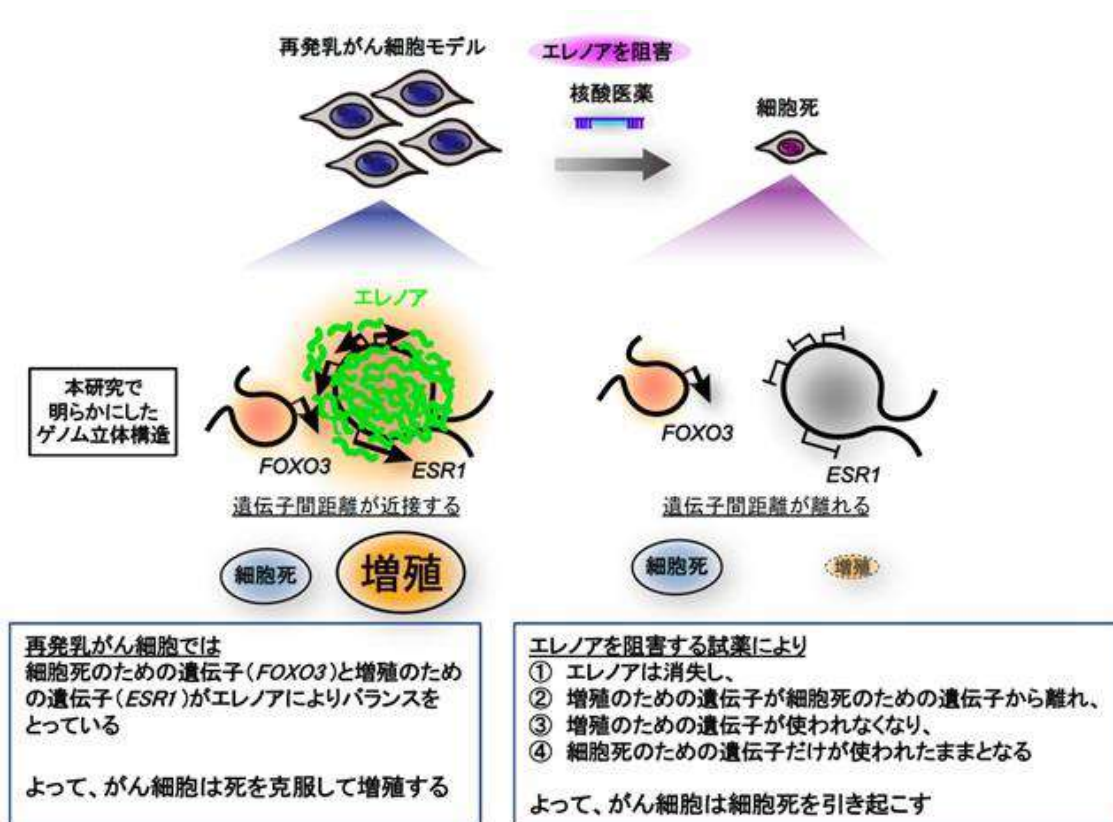 再発乳がん細胞モデル
エレノアを阻害
核酸医薬
細胞死
エレノア
本研究で
明らかにした
ゲノム立体構造
FOXO3
ESR1
遺伝子間距離が近接する
細胞死
増殖
FOXO3
ESR1
遺伝子間距離が離れる
細胞死
増殖
再発乳がん細胞では
細胞死のための遺伝子(FOXO3)と増殖のため
の遺伝子(ESR1)がエレノアによりバランスを
とっている
よって、がん細胞は死を克服して増殖する
エレノアを阻害する試薬により
① エレノアは消失し、
② 増殖のための遺伝子が細胞死のための遺伝子から離れ、
③ 増殖のための遺伝子が使われなくなり、
④ 細胞死のための遺伝子だけが使われたままとなる
よって、がん細胞は細胞死を引き起こす